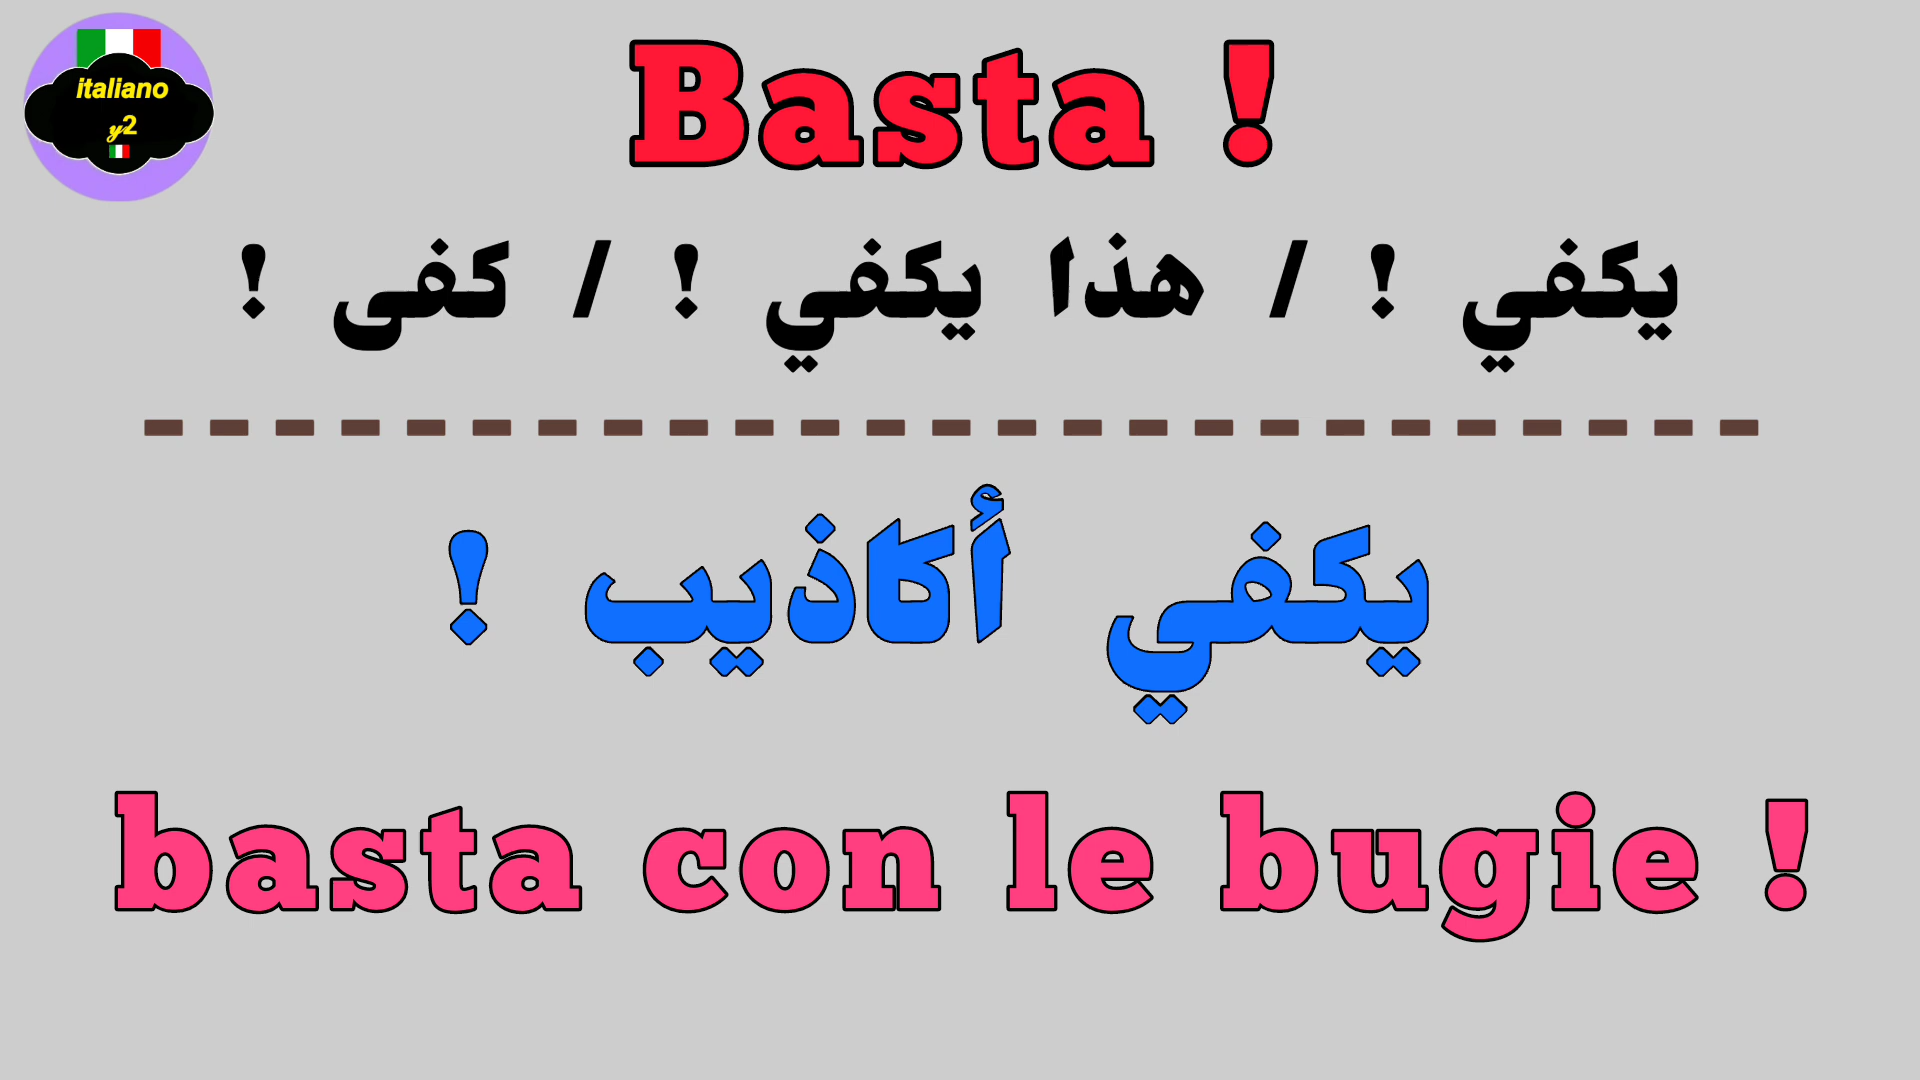 italiano
y2
Basta !
يكفي ! / هذا يكفي ! / كفى !
يكفي أكاذيب !
basta con le bugie !